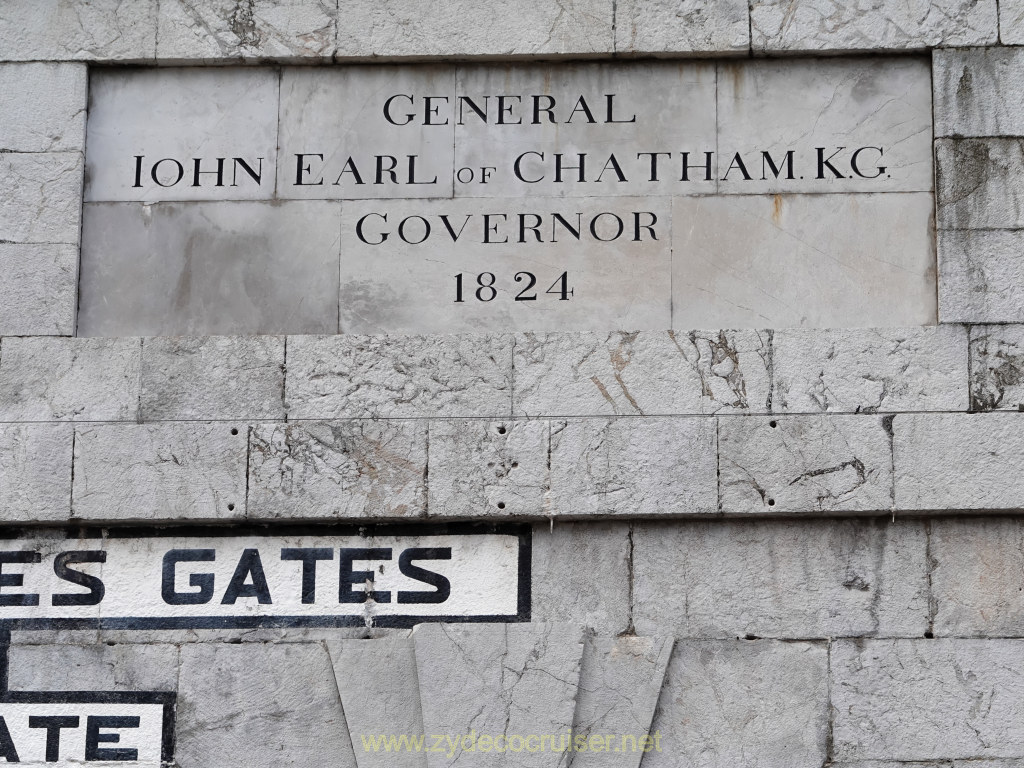 GENERAL
IOHN EARL OF CHATHAM. K.G.
GOVERNOR
1824
ES GATES
ATE
www.zydecocruiser.net